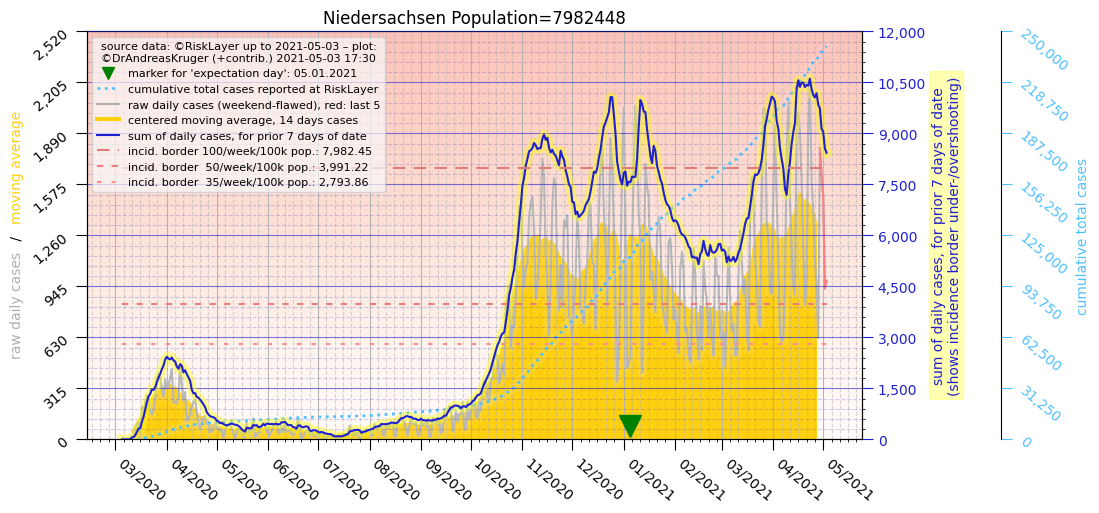 Niedersachsen Population=7982448
source data: ©RiskLayer up to 2021-05-03 – plot:
©DrAndreasKruger (+contrib.) 2021-05-03 17:30
marker for 'expectation day': 05.01.2021
cumulative total cases reported at RiskLayer
raw daily cases (weekend-flawed), red: last 5
centered moving average, 14 days cases
sum of daily cases, for prior 7 days of date
incid. border 100/week/100k pop.: 7,982.45
incid. border  50/week/100k pop.: 3,991.22
incid. border  35/week/100k pop.: 2,793.86
raw daily cases  /  moving average
2,520
2,205
1,890
1,575
1,260
945
630
315
0
03/2020
04/2020
05/2020
06/2020
07/2020
08/2020
09/2020
10/2020
11/2020
12/2020
01/2021
02/2021
03/2021
04/2021
05/2021
12,000
10,500
9,000
7,500
6,000
4,500
3,000
1,500
0
sum of daily cases, for prior 7 days of date
(shows incidence border under-/overshooting)
250,000
218,750
187,500
156,250
125,000
93,750
62,500
31,250
0
cumulative total cases